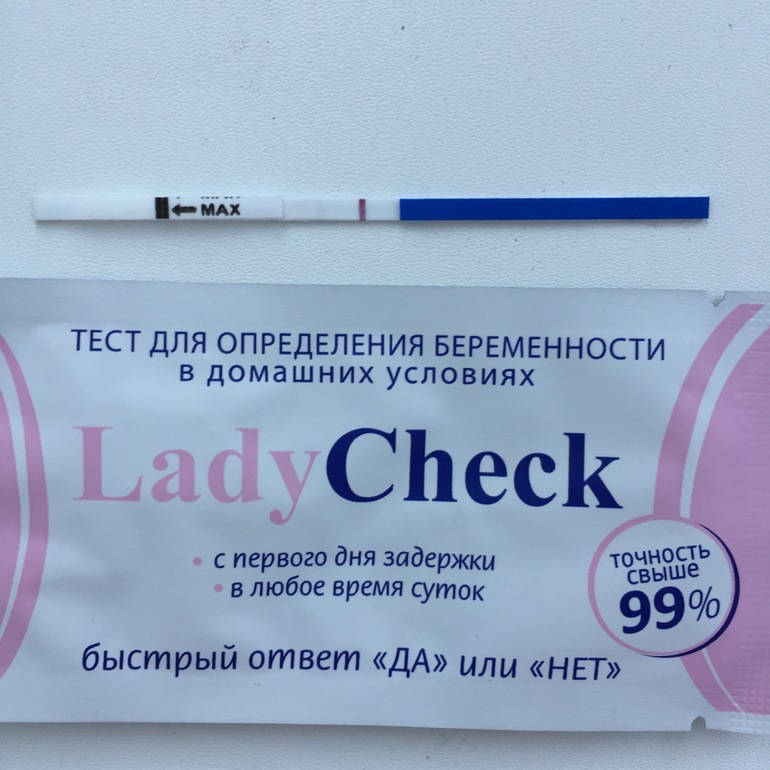 MAX
ТЕСТ ДЛЯ ОПРЕДЕЛЕНИЯ БЕРЕМЕННОСТИ
в домашних условиях
LadyCheck
• с первого дня задержки
• в любое время суток
точность
свыше
99%
быстрый ответ «ДА» или «НЕТ»